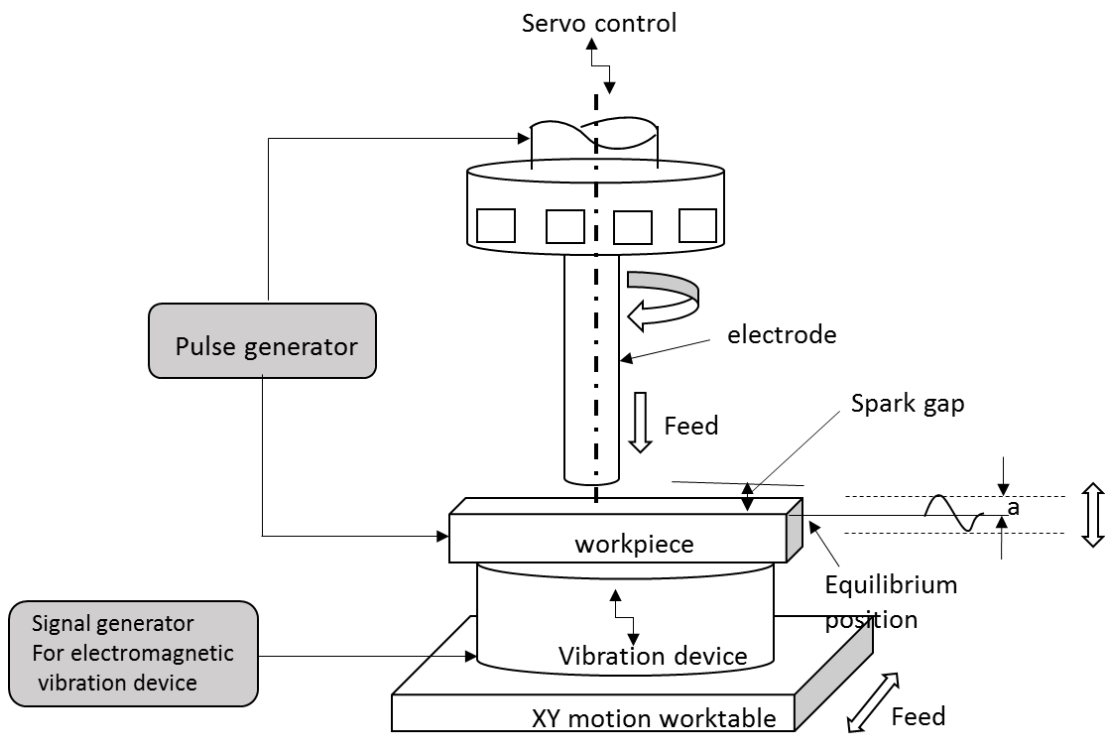 Servo control
Pulse generator
electrode
Spark gap
Feed
a
workpiece
Equilibrium
position
Signal generator
For electromagnetic
vibration device
Vibration device
XY motion worktable
Feed